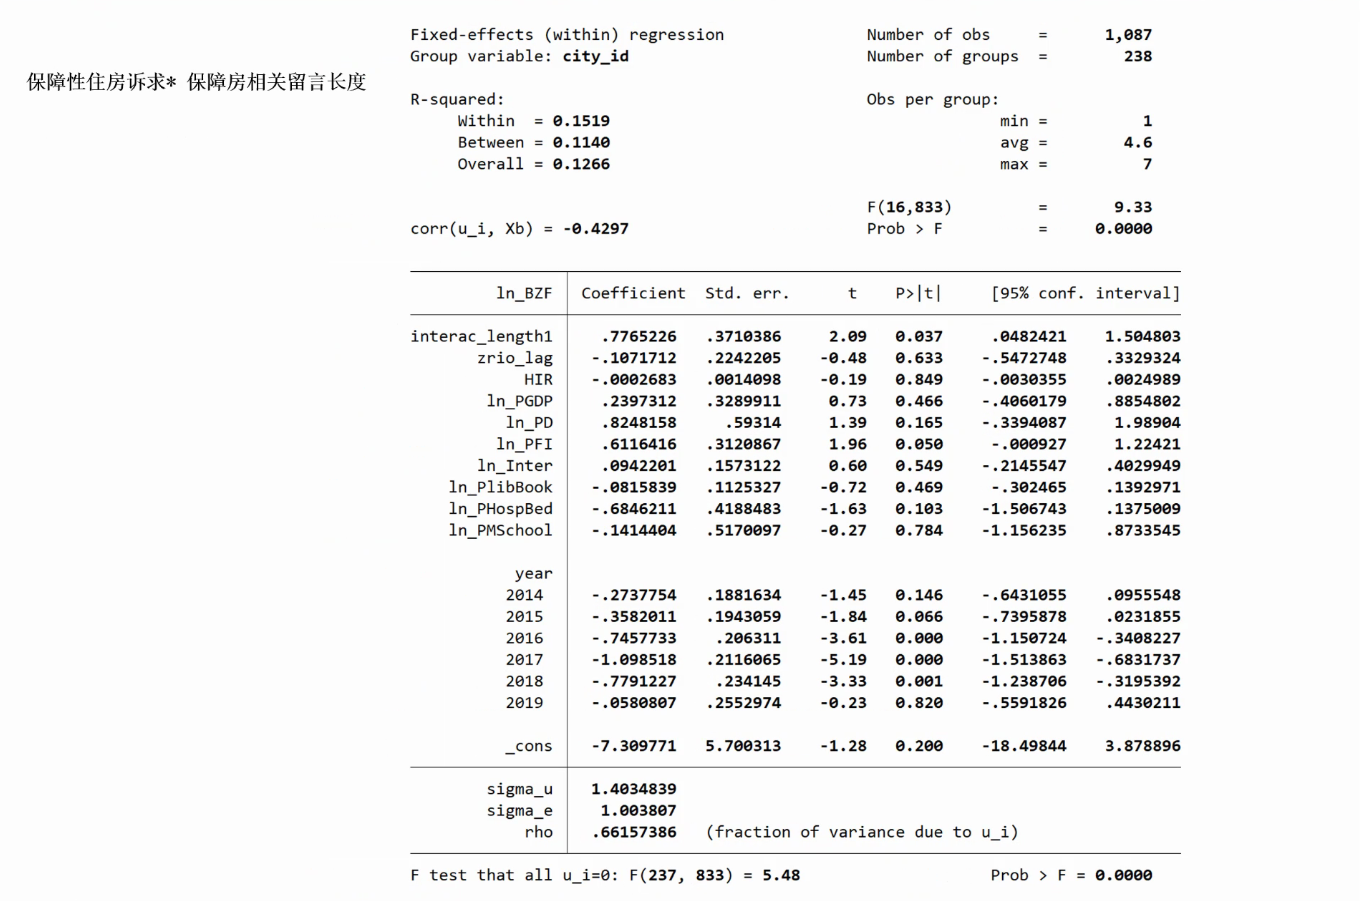 保障性住房诉求* 保障房相关留言长度
Fixed-effects (within) regression Number of obs = 1,087
Group variable: city_id Number of groups = 238
R-squared: Obs per group:
Within = 0.1519 min = 1
Between = 0.1140 avg = 4.6
Overall = 0.1266 max = 7
F(16,833) = 9.33
corr(u_i, Xb) = -0.4297 Prob > F = 0.0000
ln_BZF Coefficient Std. err. t P>|t| [95% conf. interval]
interac_length1 .7765226 .3710386 2.09 0.037 .0482421 1.504803
zrio_lag -.1071712 .2242205 -0.48 0.633 -.5472748 .3329324
HIR -.0002683 .0014098 -0.19 0.849 -.0030355 .0024989
ln_PGDP .2397312 .3289911 0.73 0.466 -.4060179 .8854802
ln_PD .8248158 .59314 1.39 0.165 -.3394087 1.98904
ln_PFI .6116416 .3120867 1.96 0.050 -.000927 1.22421
ln_Inter .0942201 .1573122 0.60 0.549 -.2145547 .4029949
ln_PlibBook -.0815839 .1125327 -0.72 0.469 -.302465 .1392971
ln_PHospBed -.6846211 .4188483 -1.63 0.103 -1.506743 .1375009
ln_PMSchool -.1414404 .5170097 -0.27 0.784 -1.156235 .8733545
year
2014 -.2737754 .1881634 -1.45 0.146 -.6431055 .0955548
2015 -.3582011 .1943059 -1.84 0.066 -.7395878 .0231855
2016 -.7457733 .206311 -3.61 0.000 -1.150724 -.3408227
2017 -1.098518 .2116065 -5.19 0.000 -1.513863 -.6831737
2018 -.7791227 .234145 -3.33 0.001 -1.238706 -.3195392
2019 -.0580807 .2552974 -0.23 0.820 -.5591826 .4430211
_cons -7.309771 5.700313 -1.28 0.200 -18.49844 3.878896
sigma_u 1.4034839
sigma_e 1.003807
rho .66157386 (fraction of variance due to u_i)
F test that all u_i=0: F(237, 833) = 5.48 Prob > F = 0.0000